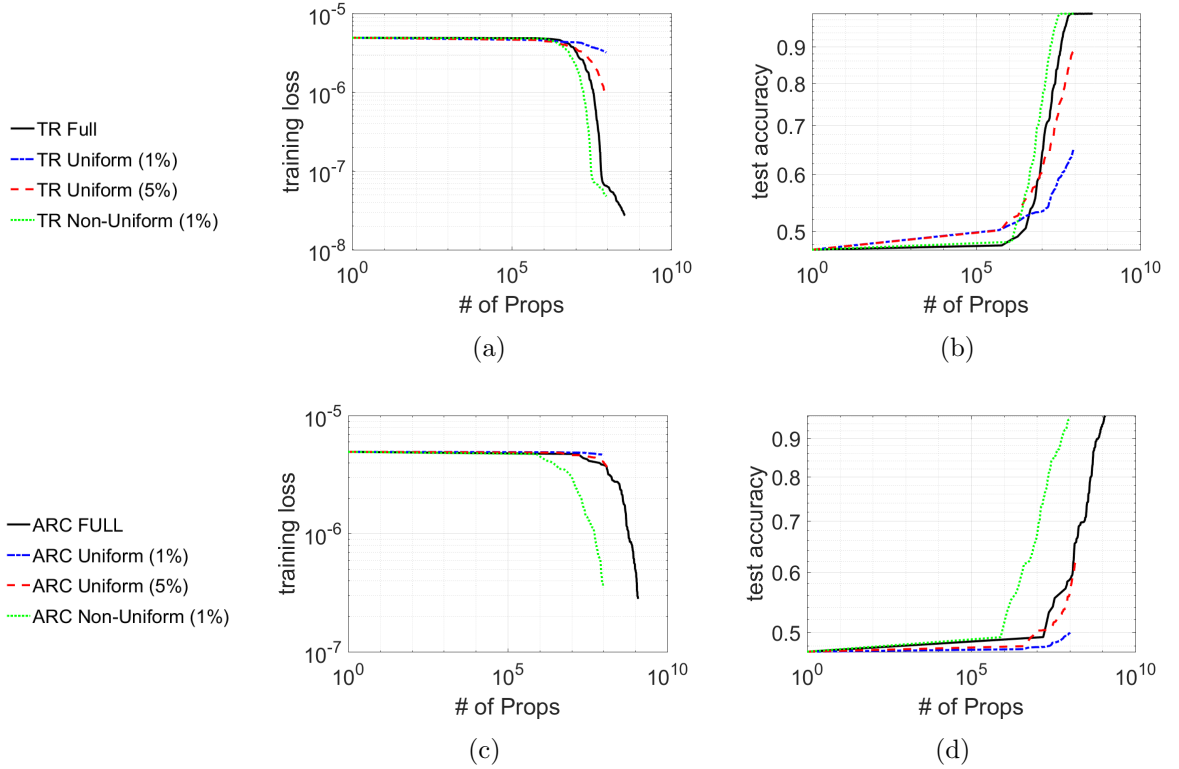 TR Full
TR Uniform (1%)
TR Uniform (5%)
TR Non-Uniform (1%)
training loss
10^-5
10^-6
10^-7
10^-8
10^0
10^5
10^10
# of Props
(a)
test accuracy
0.9
0.8
0.7
0.6
0.5
10^0
10^5
10^10
# of Props
(b)
ARC FULL
ARC Uniform (1%)
ARC Uniform (5%)
ARC Non-Uniform (1%)
training loss
10^-5
10^-6
10^-7
10^0
10^5
10^10
# of Props
(c)
test accuracy
0.9
0.8
0.7
0.6
0.5
10^0
10^5
10^10
# of Props
(d)